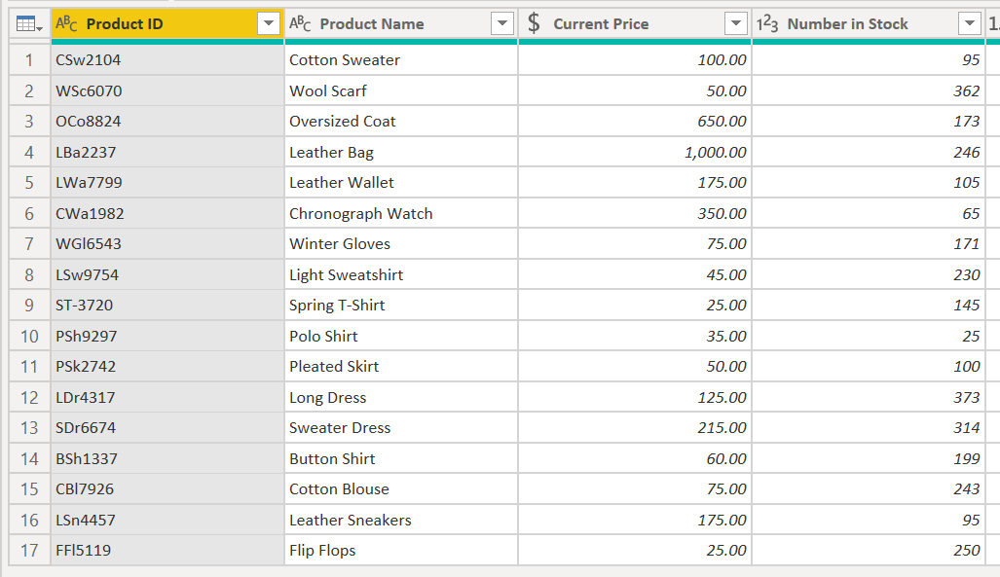 ABC Product ID ABC Product Name $ Current Price 123 Number in Stock 1
1 CSw2104 Cotton Sweater 100.00 95
2 WSc6070 Wool Scarf 50.00 362
3 OCo8824 Oversized Coat 650.00 173
4 LBa2237 Leather Bag 1,000.00 246
5 LWa7799 Leather Wallet 175.00 105
6 CWa1982 Chronograph Watch 350.00 65
7 WGl6543 Winter Gloves 75.00 171
8 LSw9754 Light Sweatshirt 45.00 230
9 ST-3720 Spring T-Shirt 25.00 145
10 PSh9297 Polo Shirt 35.00 25
11 PSk2742 Pleated Skirt 50.00 100
12 LDr4317 Long Dress 125.00 373
13 SDr6674 Sweater Dress 215.00 314
14 BSh1337 Button Shirt 60.00 199
15 CBl7926 Cotton Blouse 75.00 243
16 LSn4457 Leather Sneakers 175.00 95
17 FFl5119 Flip Flops 25.00 250